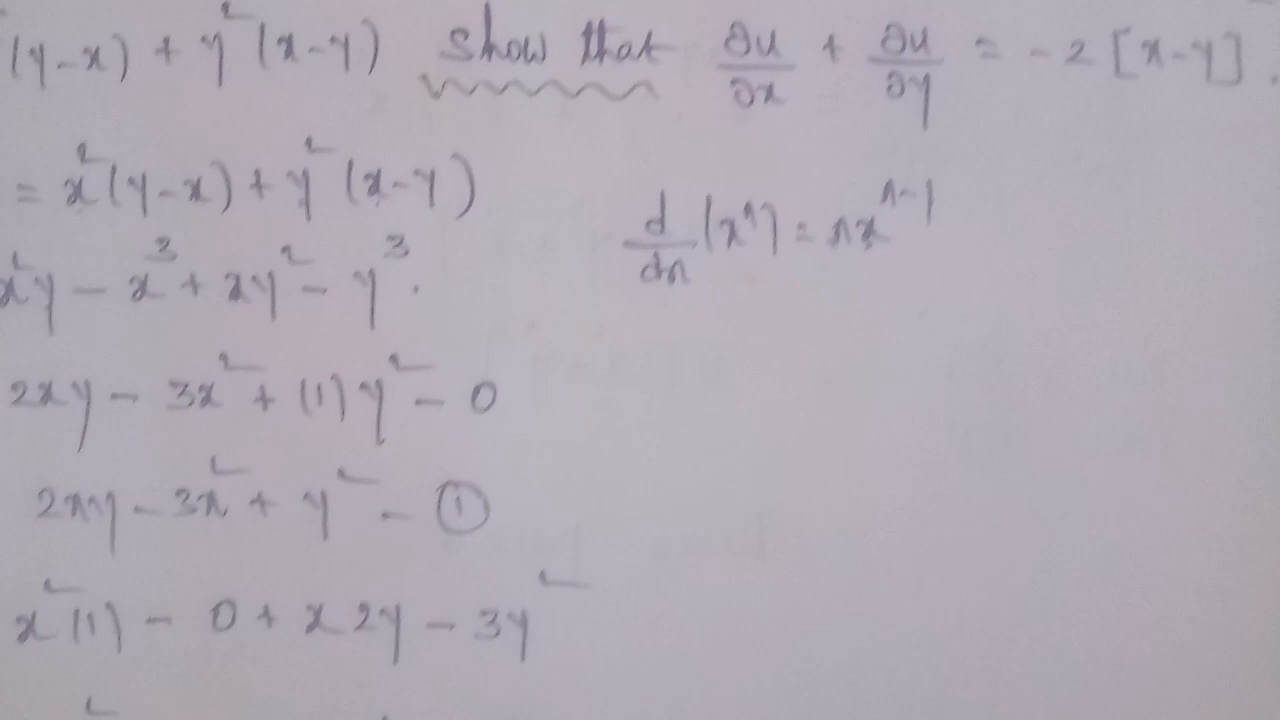 (y-x) + y² (x-y) show that ∂u/∂x + ∂u/∂y = -2 [x-y].
= x²(y-x) + y² (x-y)
d/dx (xⁿ) = nxⁿ⁻¹
x²y - x³ + xy² - y³.
2xy - 3x² + (1)y² - 0
2xy - 3x² + y² - ①
x²(1) - 0 + x2y - 3y²